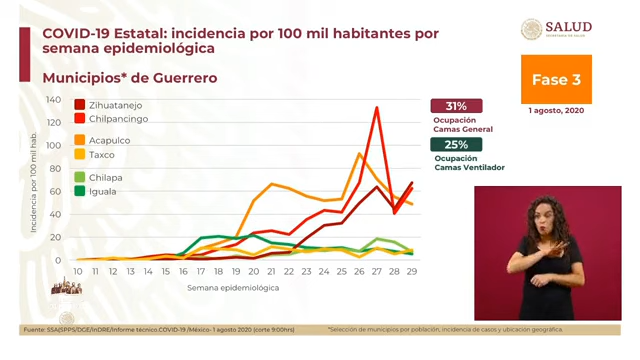 COVID-19 Estatal: incidencia por 100 mil habitantes por
semana epidemiológica
SALUD
SECRETARÍA DE SALUD
Municipios* de Guerrero
Fase 3
1 agosto, 2020
Incidencia por 100 mil hab.
140
120
100
80
60
40
20
0
Zihuatanejo
Chilpancingo
Acapulco
Taxco
Chilapa
Iguala
31%
Ocupación
Camas General
25%
Ocupación
Camas Ventilador
10 11 12 13 14 15 16 17 18 19 20 21 22 23 24 25 26 27 28 29
Semana epidemiológica
Fuente: SSA(SPPS/DGE/InDRE/Informe técnico.COVID-19 /México- 1 agosto 2020 (corte 9:00hrs)
*Selección de municipios por población, incidencia de casos y ubicación geográfica.